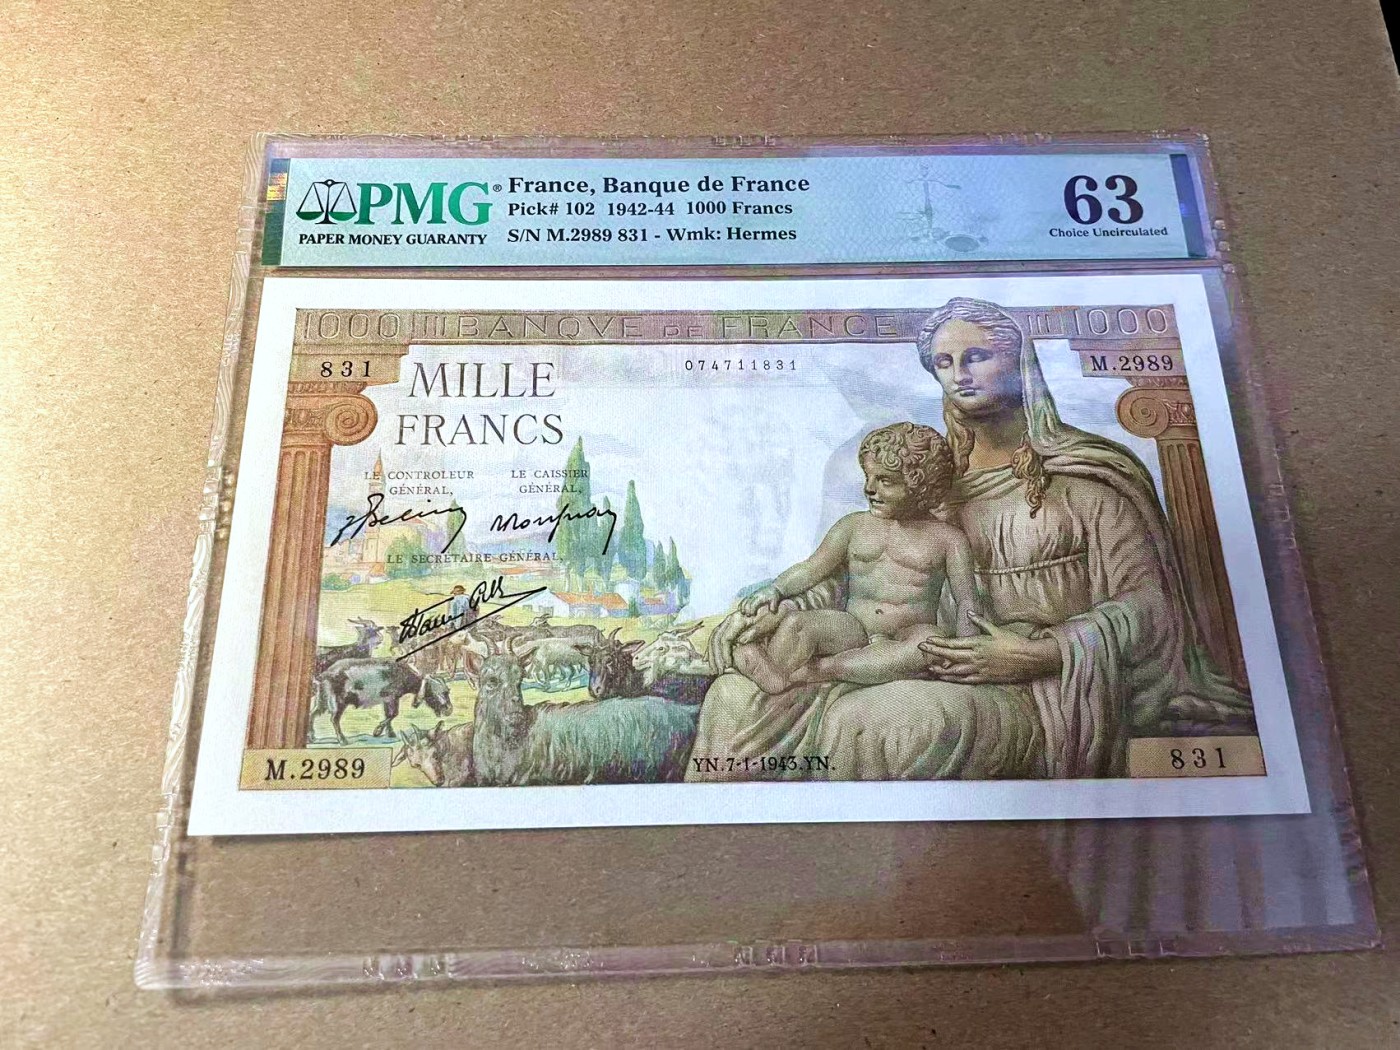 PMG®
PAPER MONEY GUARANTY
France, Banque de France
Pick# 102 1942-44 1000 Francs
S/N M.2989 831 - Wmk: Hermes
63
Choice Uncirculated
1000 BANQVE DE FRANCE 1000
831
MILLE
FRANCS
074711831
M.2989
LE CONTROLEUR
GÉNÉRAL,
LE CAISSIER
GÉNÉRAL,
LE SECRÉTAIRE GÉNÉRAL,
M.2989
YN.7-1-1943.YN.
831